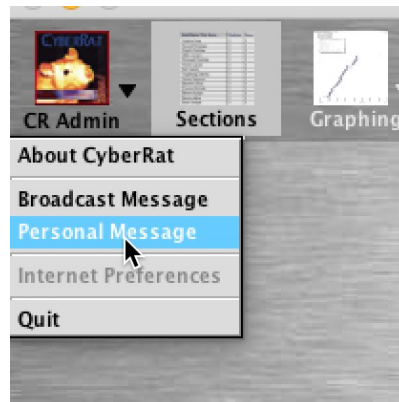 CYBERRAT
CR Admin
Sections
Graphing
About CyberRat
Broadcast Message
Personal Message
Internet Preferences
Quit